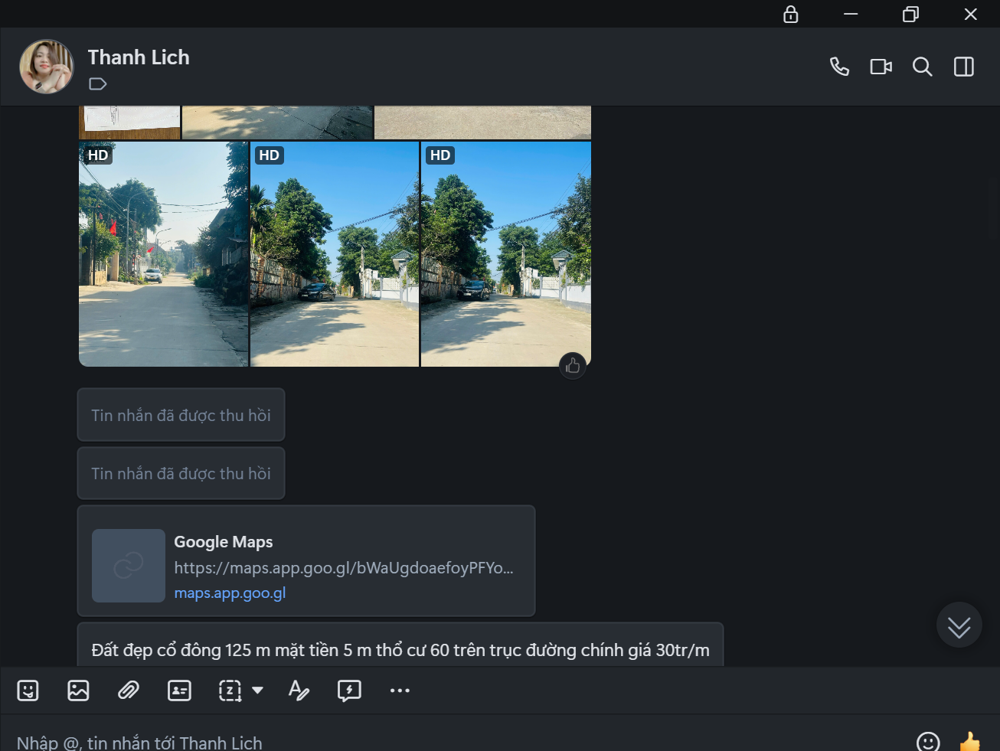 Thanh Lich
HD
HD
HD
Tin nhắn đã được thu hồi
Tin nhắn đã được thu hồi
Google Maps
https://maps.app.goo.gl/bWaUgdoaefoyPFYo...
maps.app.goo.gl
Đất đẹp cổ đông 125 m mặt tiền 5 m thổ cư 60 trên trục đường chính giá 30tr/m
Nhập @, tin nhắn tới Thanh Lich